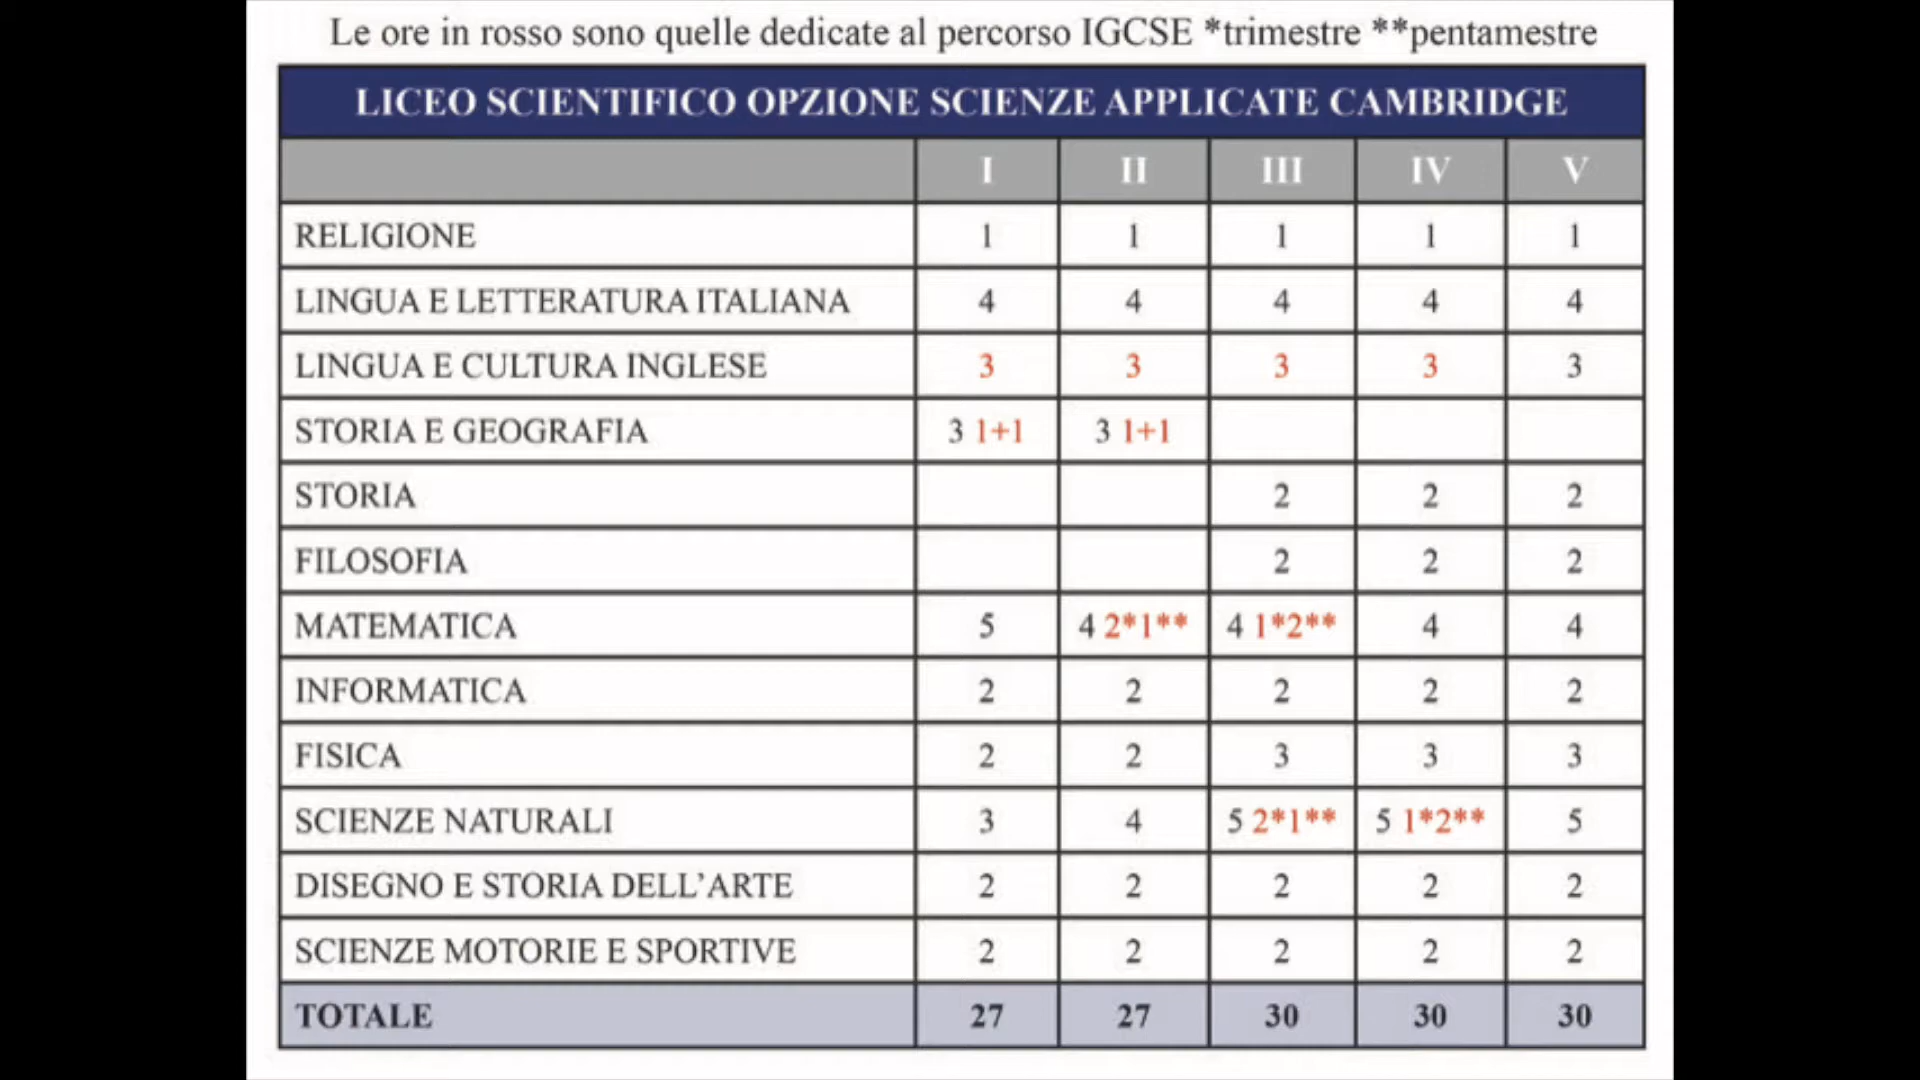 Le ore in rosso sono quelle dedicate al percorso IGCSE *trimestre **pentamestre
LICEO SCIENTIFICO OPZIONE SCIENZE APPLICATE CAMBRIDGE
I II III IV V
RELIGIONE 1 1 1 1 1
LINGUA E LETTERATURA ITALIANA 4 4 4 4 4
LINGUA E CULTURA INGLESE 3 3 3 3 3
STORIA E GEOGRAFIA 3 1+1 3 1+1
STORIA 2 2 2
FILOSOFIA 2 2 2
MATEMATICA 5 4 2*1** 4 1*2** 4 4
INFORMATICA 2 2 2 2 2
FISICA 2 2 3 3 3
SCIENZE NATURALI 3 4 5 2*1** 5 1*2** 5
DISEGNO E STORIA DELL’ARTE 2 2 2 2 2
SCIENZE MOTORIE E SPORTIVE 2 2 2 2 2
TOTALE 27 27 30 30 30